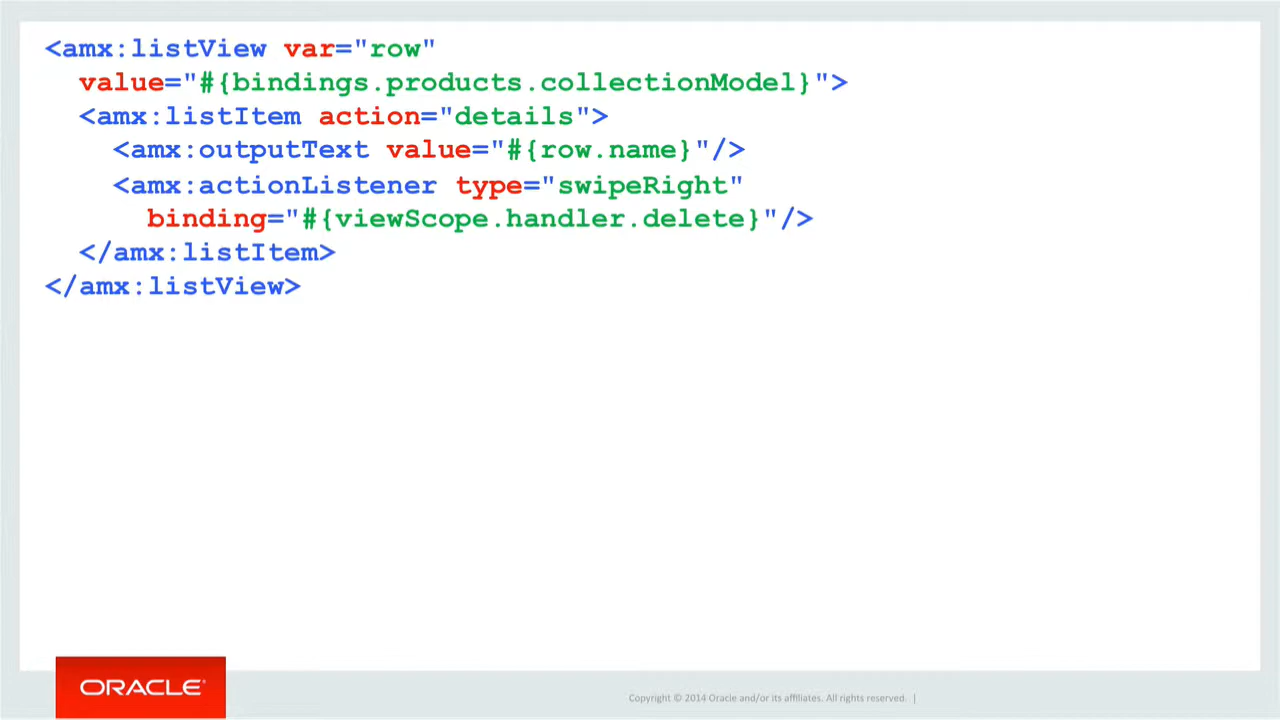 <amx:listView var="row"
value="#{bindings.products.collectionModel}">
<amx:listItem action="details">
<amx:outputText value="#{row.name}"/>
<amx:actionListener type="swipeRight"
binding="#{viewScope.handler.delete}"/>
</amx:listItem>
</amx:listView>
ORACLE®
Copyright © 2014 Oracle and/or its affiliates. All rights reserved. |